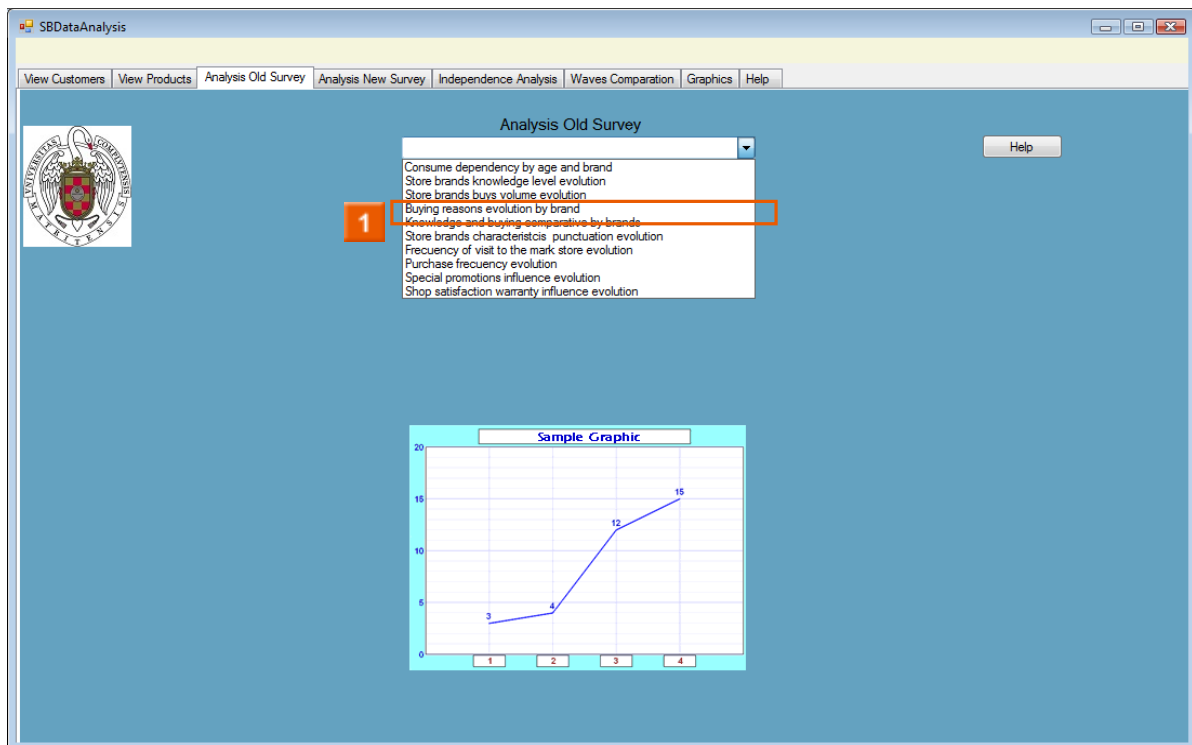 SBDataAnalysis
View Customers View Products Analysis Old Survey Analysis New Survey Independence Analysis Waves Comparation Graphics Help
Analysis Old Survey
Help
Consume dependency by age and brand
Store brands knowledge level evolution
Store brands buys volume evolution
Buying reasons evolution by brand
1
Knowledge and buying comparative by brands
Store brands characteristcis punctuation evolution
Frecuency of visit to the mark store evolution
Purchase frecuency evolution
Special promotions influence evolution
Shop satisfaction warranty influence evolution
Sample Graphic
20
15
10
5
0
3
4
12
15
1 2 3 4